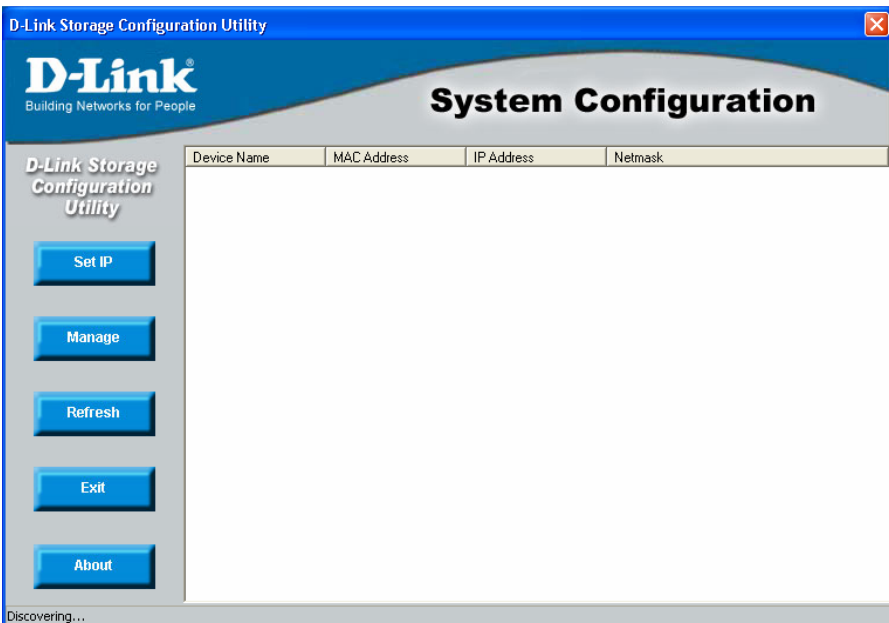 D-Link Storage Configuration Utility
D-Link
Building Networks for People
System Configuration
D-Link Storage
Configuration
Utility
Device Name MAC Address IP Address Netmask
Set IP
Manage
Refresh
Exit
About
Discovering...